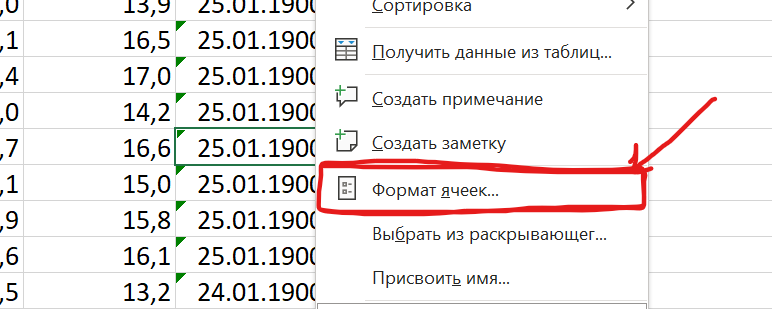 ,0 13,9 25.01.1900 Сортировка
,1 16,5 25.01.1900
Получить данные из таблиц...
,4 17,0 25.01.1900
,0 14,2 25.01.1900 Создать примечание
,7 16,6 25.01.1900 Создать заметку
,1 15,0 25.01.1900 Формат ячеек...
,9 15,8 25.01.1900 Выбрать из раскрывающег...
,6 16,1 25.01.1900 Присвоить имя...
,5 13,2 24.01.1900